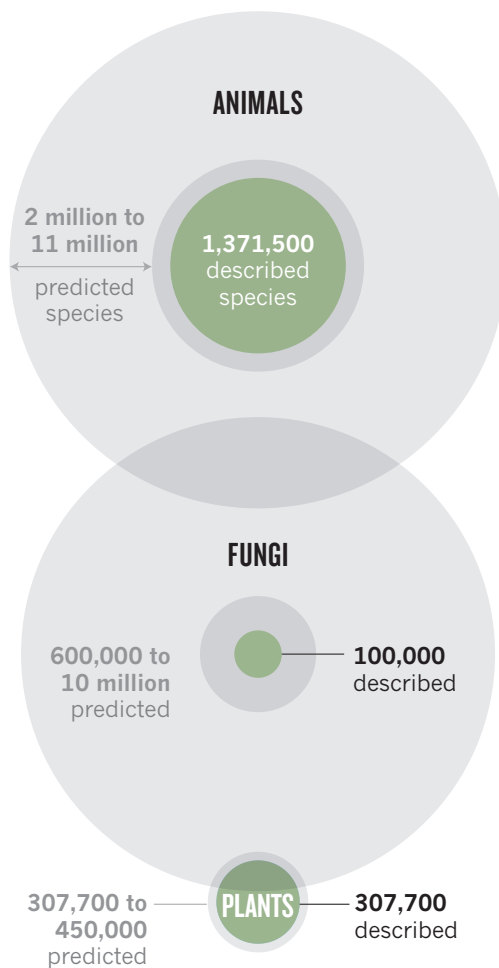 ANIMALS
2 million to
11 million
predicted
species
1,371,500
described
species
FUNGI
600,000 to
10 million
predicted
100,000
described
PLANTS
307,700 to
450,000
predicted
307,700
described